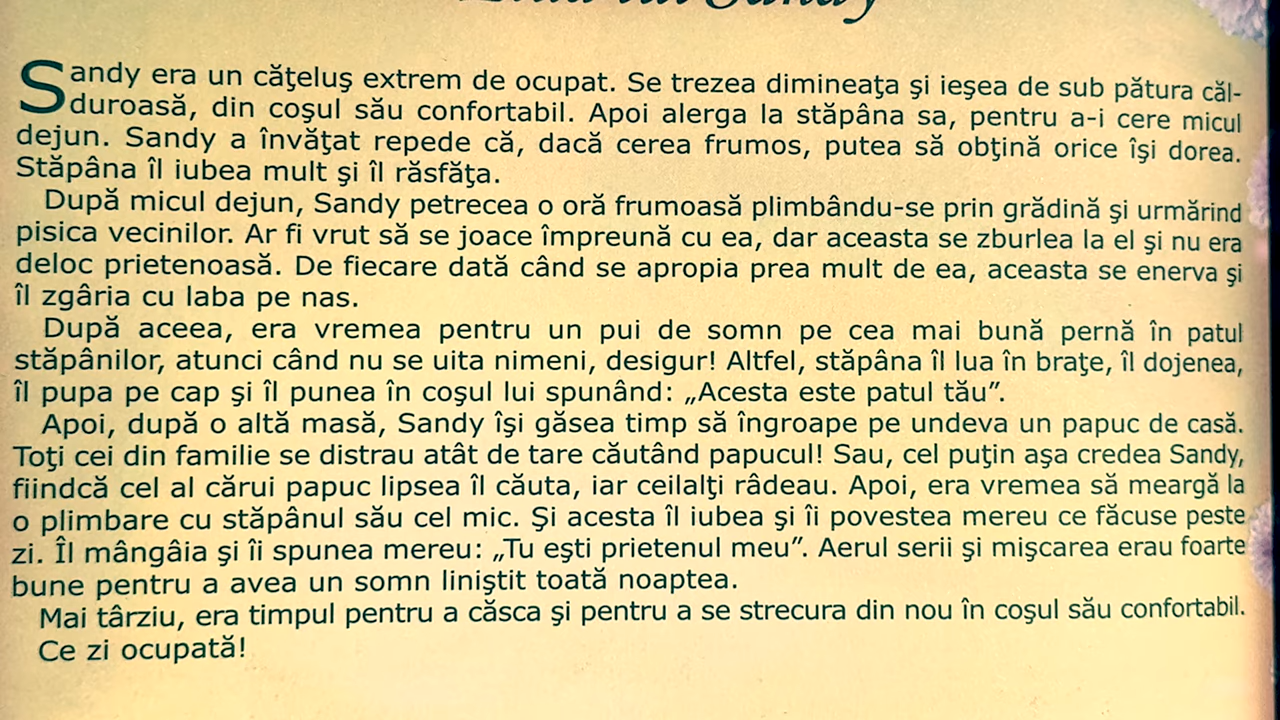 Sandy
Sandy era un căţeluş extrem de ocupat. Se trezea dimineaţa şi ieşea de sub pătura căl-
duroasă, din coşul său confortabil. Apoi alerga la stăpâna sa, pentru a-i cere micul
dejun. Sandy a învăţat repede că, dacă cerea frumos, putea să obţină orice îşi dorea.
Stăpâna îl iubea mult şi îl răsfăţa.
După micul dejun, Sandy petrecea o oră frumoasă plimbându-se prin grădină şi urmărind
pisica vecinilor. Ar fi vrut să se joace împreună cu ea, dar aceasta se zburlea la el şi nu era
deloc prietenoasă. De fiecare dată când se apropia prea mult de ea, aceasta se enerva şi
îl zgâria cu laba pe nas.
După aceea, era vremea pentru un pui de somn pe cea mai bună pernă în patul
stăpânilor, atunci când nu se uita nimeni, desigur! Altfel, stăpâna îl lua în braţe, îl dojenea,
îl pupa pe cap şi îl punea în coşul lui spunând: „Acesta este patul tău”.
Apoi, după o altă masă, Sandy îşi găsea timp să îngroape pe undeva un papuc de casă.
Toţi cei din familie se distrau atât de tare căutând papucul! Sau, cel puţin aşa credea Sandy,
fiindcă cel al cărui papuc lipsea îl căuta, iar ceilalţi râdeau. Apoi, era vremea să meargă la
o plimbare cu stăpânul său cel mic. Şi acesta îl iubea şi îi povestea mereu ce făcuse peste
zi. Îl mângâia şi îi spunea mereu: „Tu eşti prietenul meu”. Aerul serii şi mişcarea erau foarte
bune pentru a avea un somn liniştit toată noaptea.
Mai târziu, era timpul pentru a căsca şi pentru a se strecura din nou în coşul său confortabil.
Ce zi ocupată!